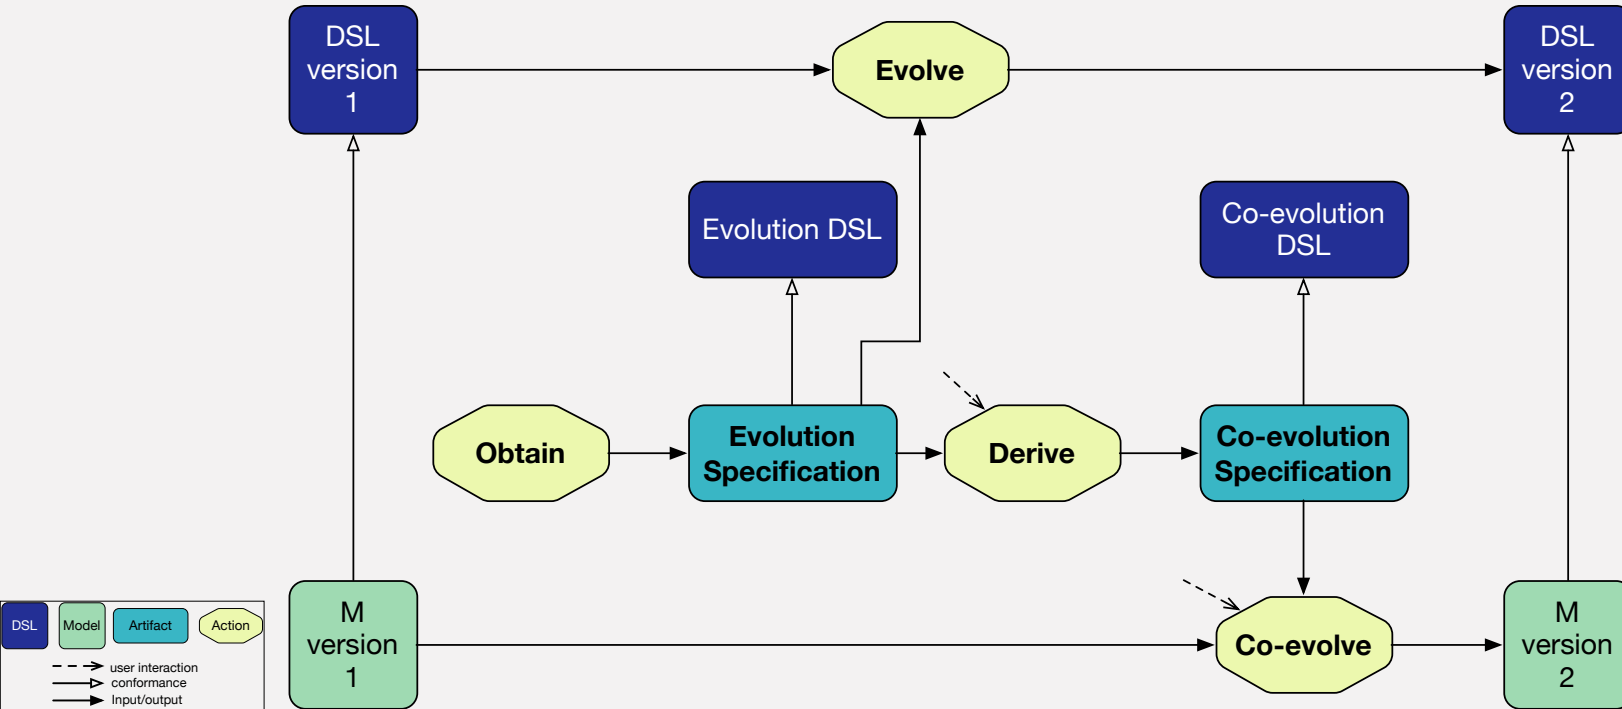 DSL
version
1
Evolve
DSL
version
2
Evolution DSL
Co-evolution
DSL
Obtain
Evolution
Specification
Derive
Co-evolution
Specification
M
version
1
Co-evolve
M
version
2
DSL
Model
Artifact
Action
user interaction
conformance
Input/output